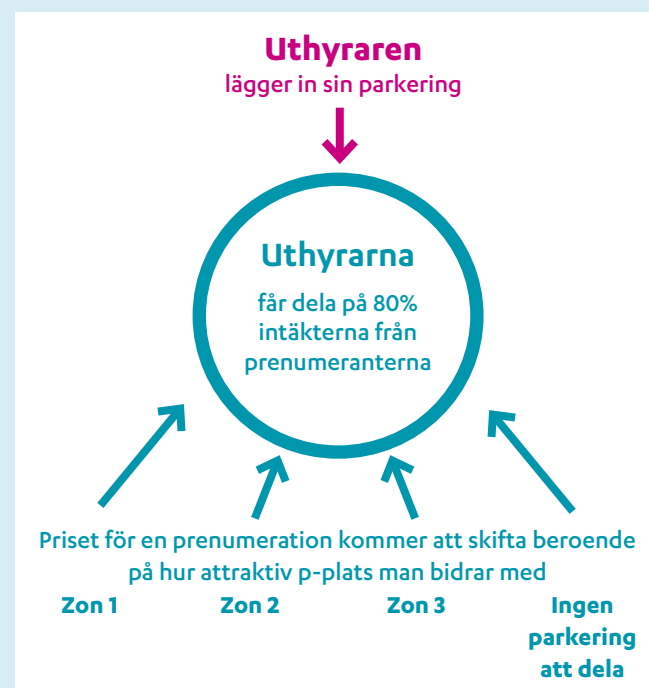 Uthyraren
lägger in sin parkering
Uthyrarna
får dela på 80%
intäkterna från
prenumeranterna
Priset för en prenumeration kommer att skifta beroende
på hur attraktiv p-plats man bidrar med
Zon 1
Zon 2
Zon 3
Ingen
parkering
att dela